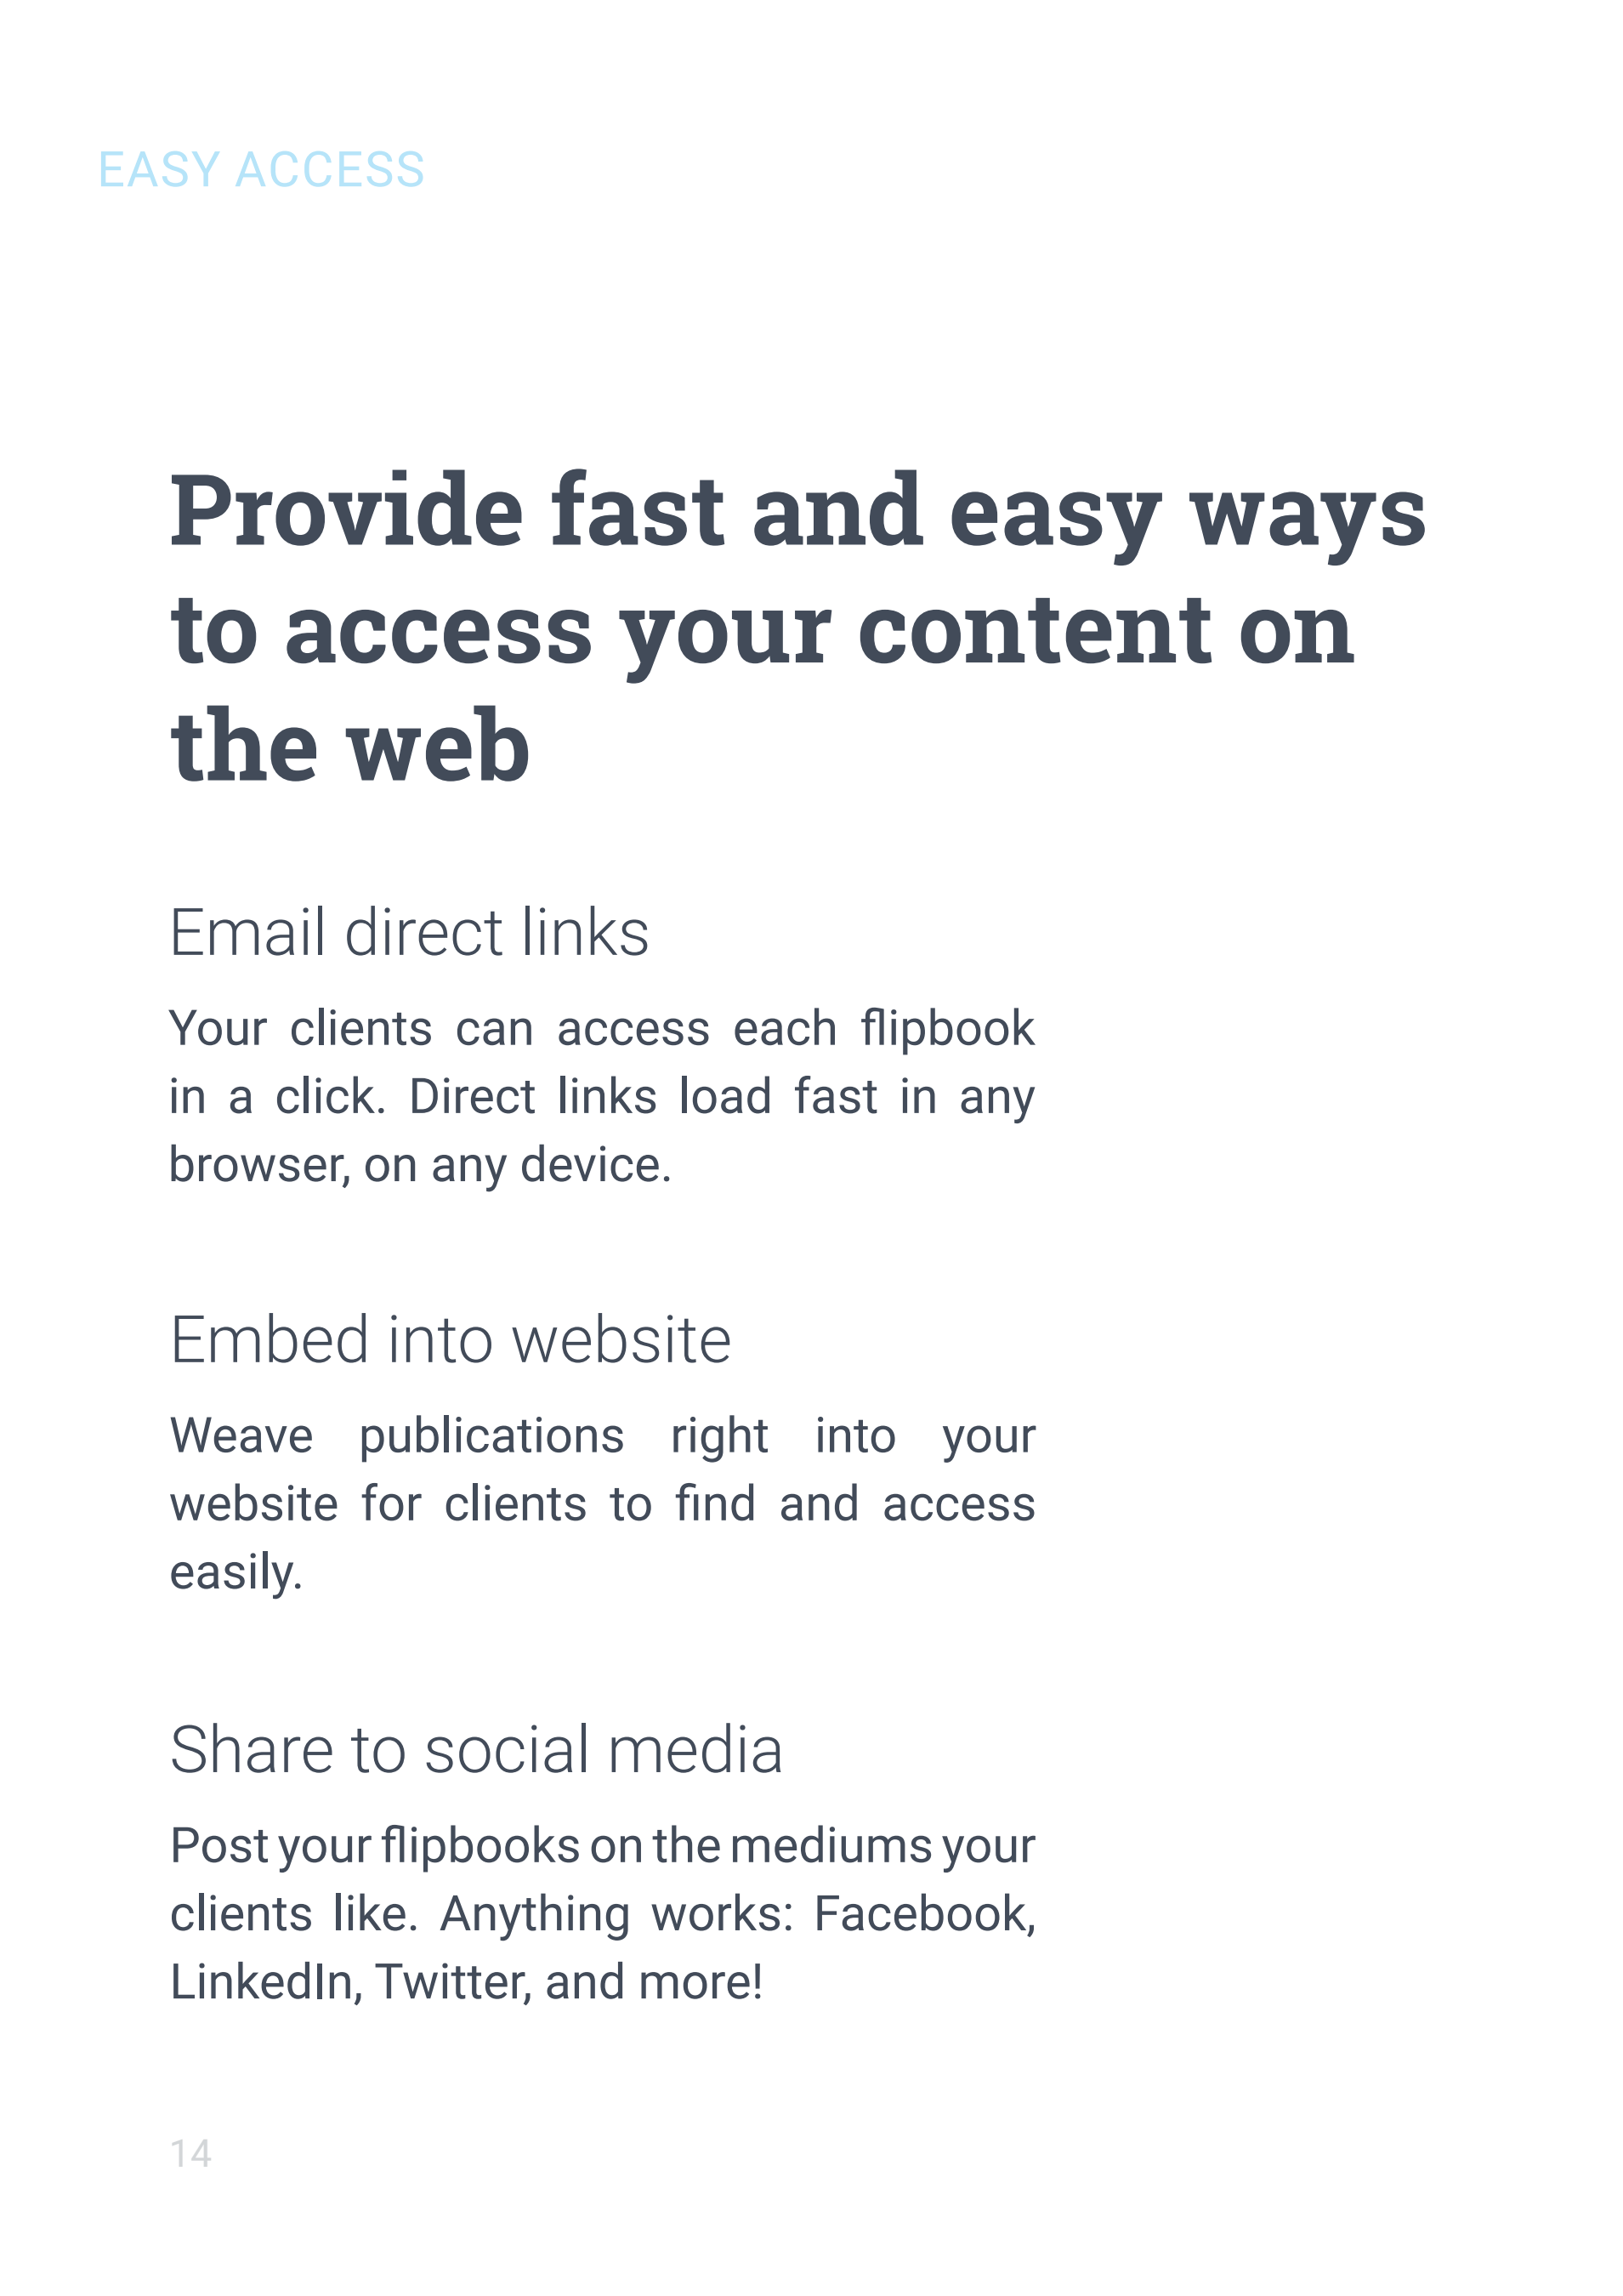 EASY ACCESS
Provide fast and easy ways
to access your content on
the web
Email direct links
Your clients can access each flipbook
in a click. Direct links load fast in any
browser, on any device.
Embed into website
Weave publications right into your
website for clients to find and access
easily.
Share to social media
Post your flipbooks on the mediums your
clients like. Anything works: Facebook,
LinkedIn, Twitter, and more!
14